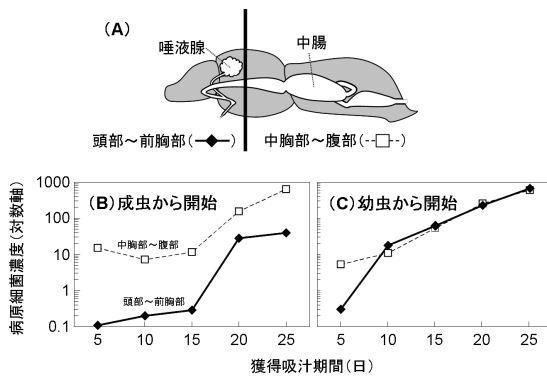 (A)
唾液腺
中腸
頭部～前胸部(◆)
中胸部～腹部(--□--)
病原細菌濃度(対数軸)
1000
100
10
1
0.1
(B)成虫から開始
中胸部～腹部
頭部～前胸部
(C)幼虫から開始
5 10 15 20 25
5 10 15 20 25
獲得吸汁期間(日)